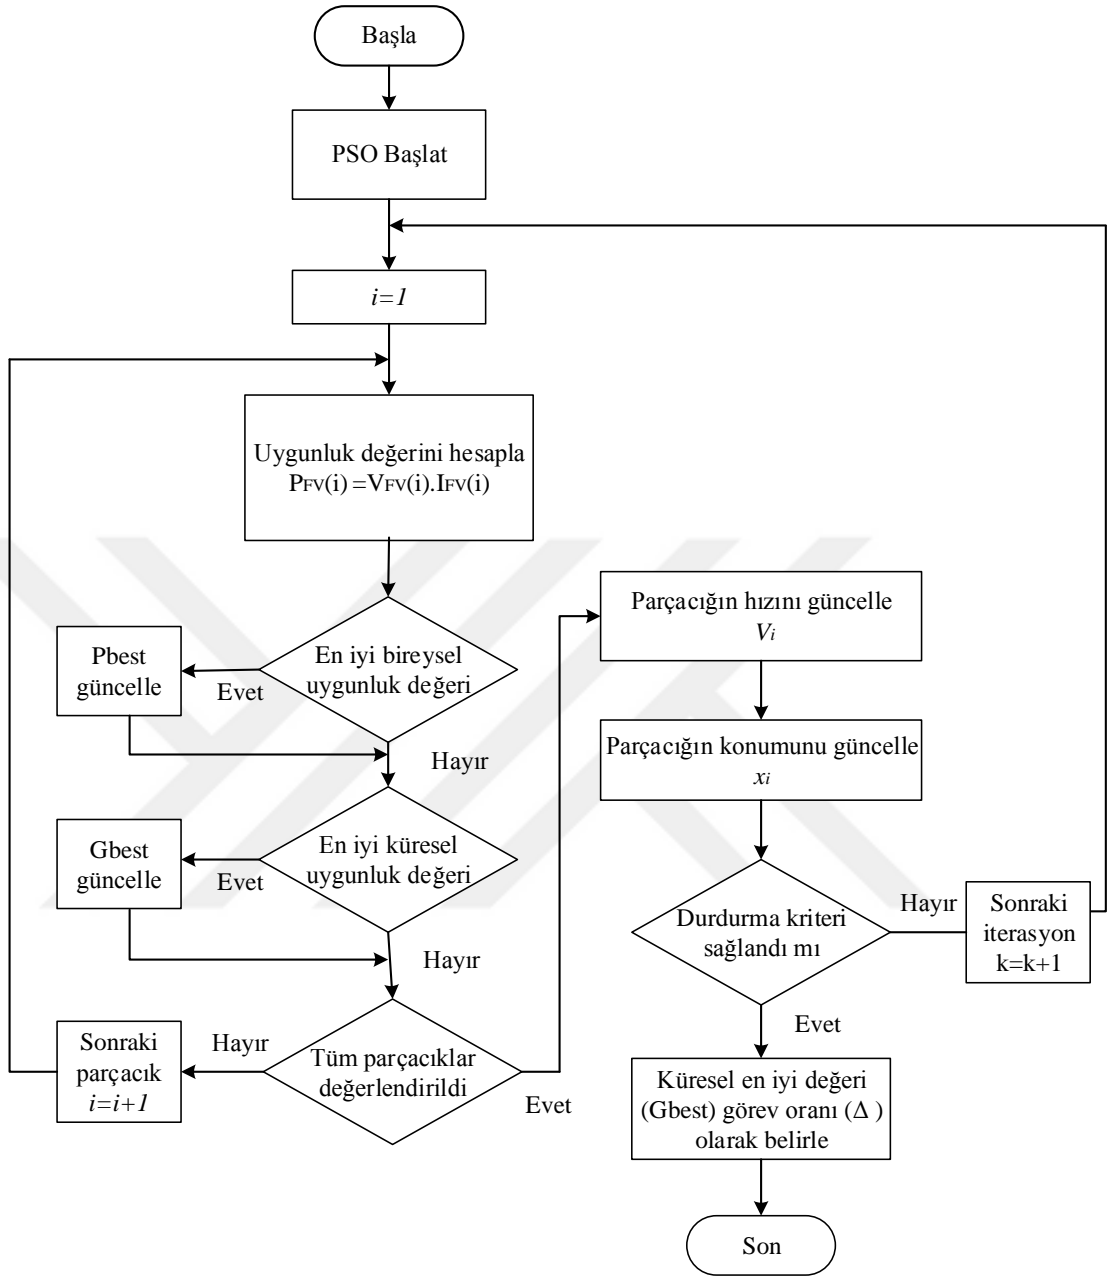 Başla
PSO Başlat
i=1
Uygunluk değerini hesapla
PFV(i) =VFV(i).IFV(i)
En iyi bireysel
uygunluk değeri
Evet
Pbest
güncelle
Hayır
En iyi küresel
uygunluk değeri
Evet
Gbest
güncelle
Hayır
Tüm parçacıklar
değerlendirildi
Hayır
Sonraki
parçacık
i=i+1
Evet
Parçacığın hızını güncelle
Vi
Parçacığın konumunu güncelle
xi
Durdurma kriteri
sağlandı mı
Hayır
Sonraki
iterasyon
k=k+1
Evet
Küresel en iyi değeri
(Gbest) görev oranı (Δ )
olarak belirle
Son